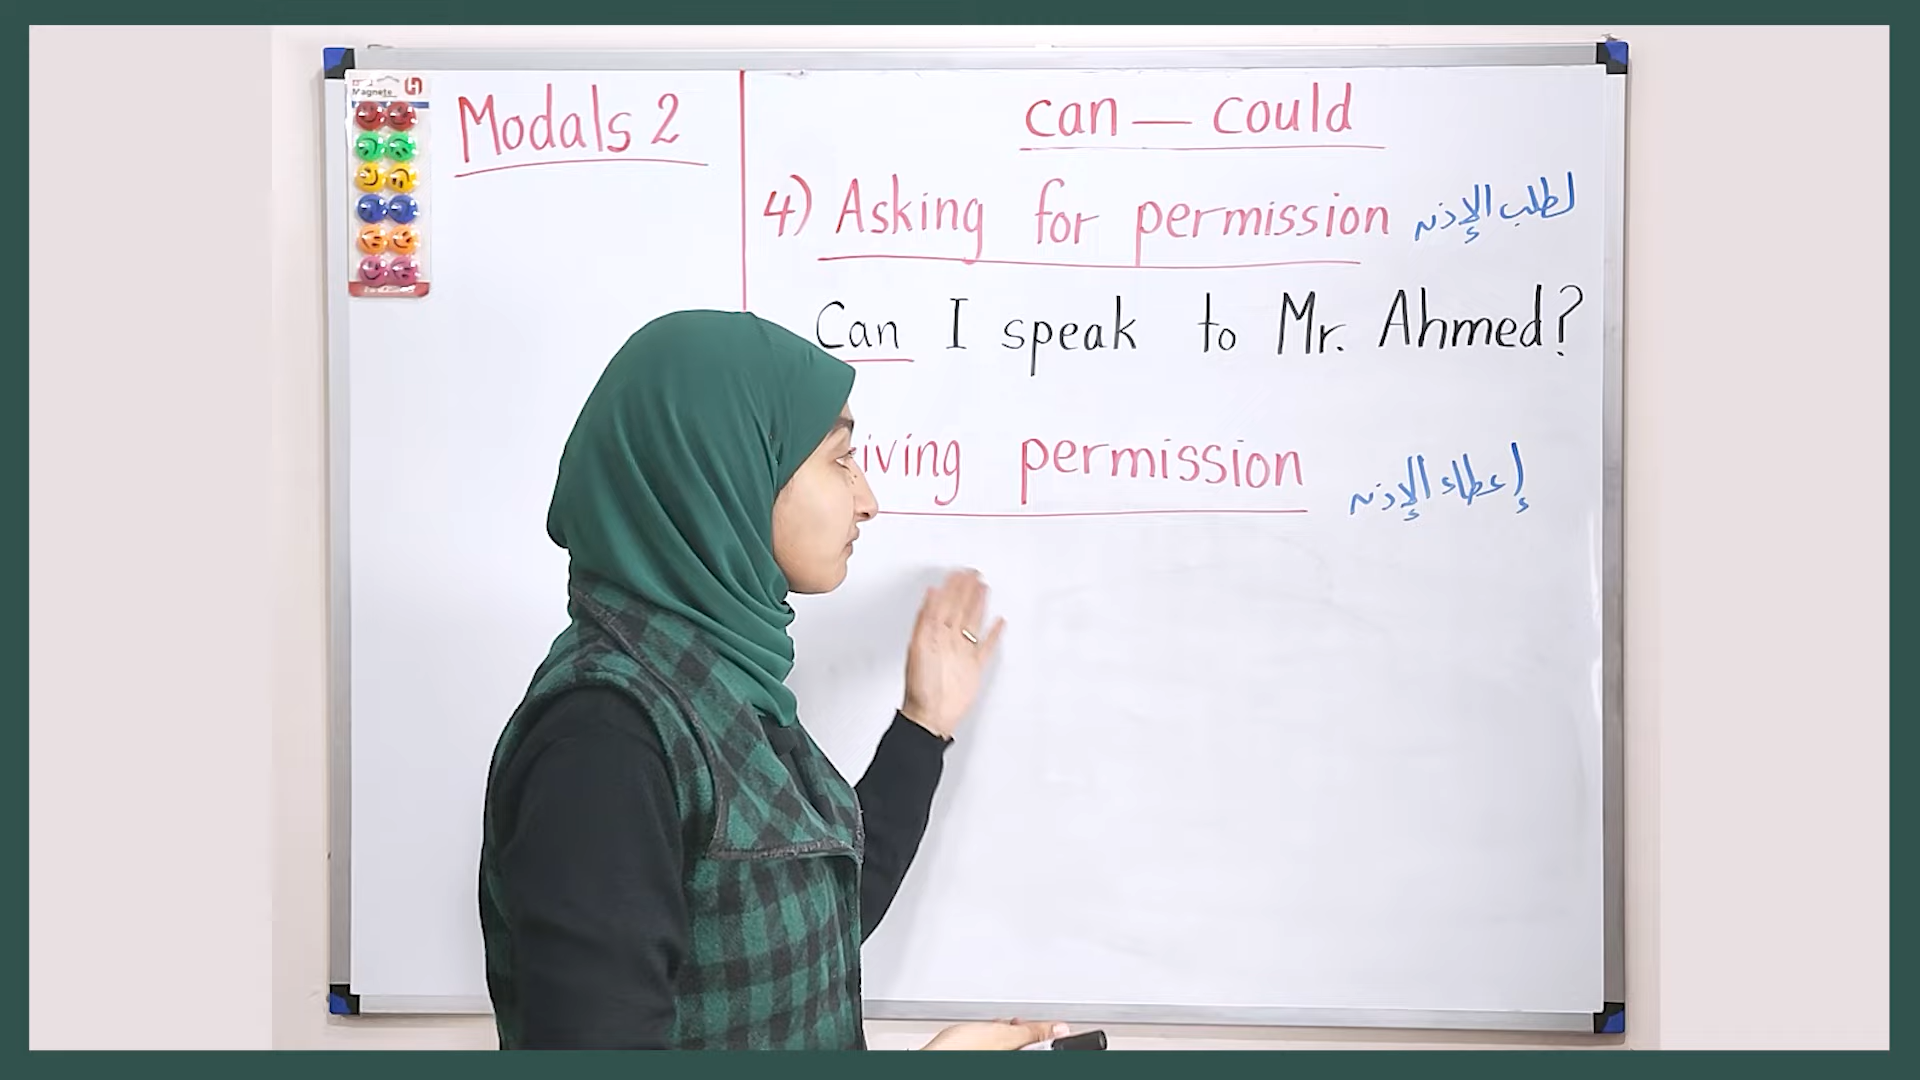 Magnets
Modals 2
can — could
4) Asking for permission لطلب الإذن
Can I speak to Mr. Ahmed?
iving permission إعطاء الإذن